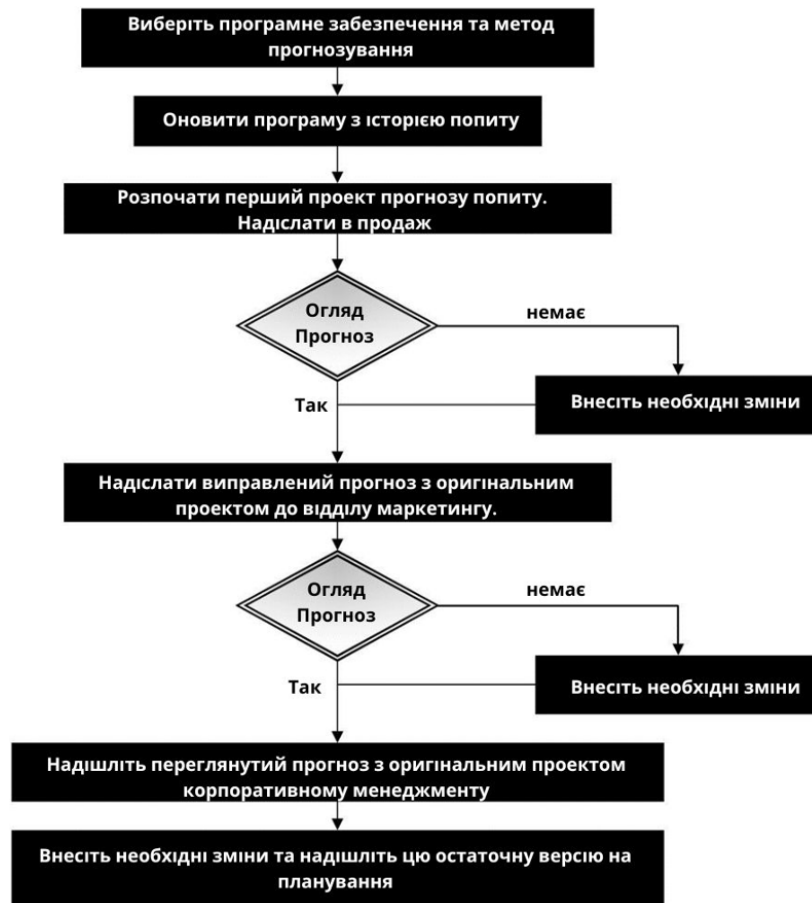 Виберіть програмне забезпечення та метод
прогнозування
Оновити програму з історією попиту
Розпочати перший проект прогнозу попиту.
Надіслати в продаж
Огляд
Прогноз
немає
Внесіть необхідні зміни
Так
Надіслати виправлений прогноз з оригінальним
проектом до відділу маркетингу.
Огляд
Прогноз
немає
Внесіть необхідні зміни
Так
Надішліть переглянутий прогноз з оригінальним проектом
корпоративному менеджменту
Внесіть необхідні зміни та надішліть цю остаточну версію на
планування